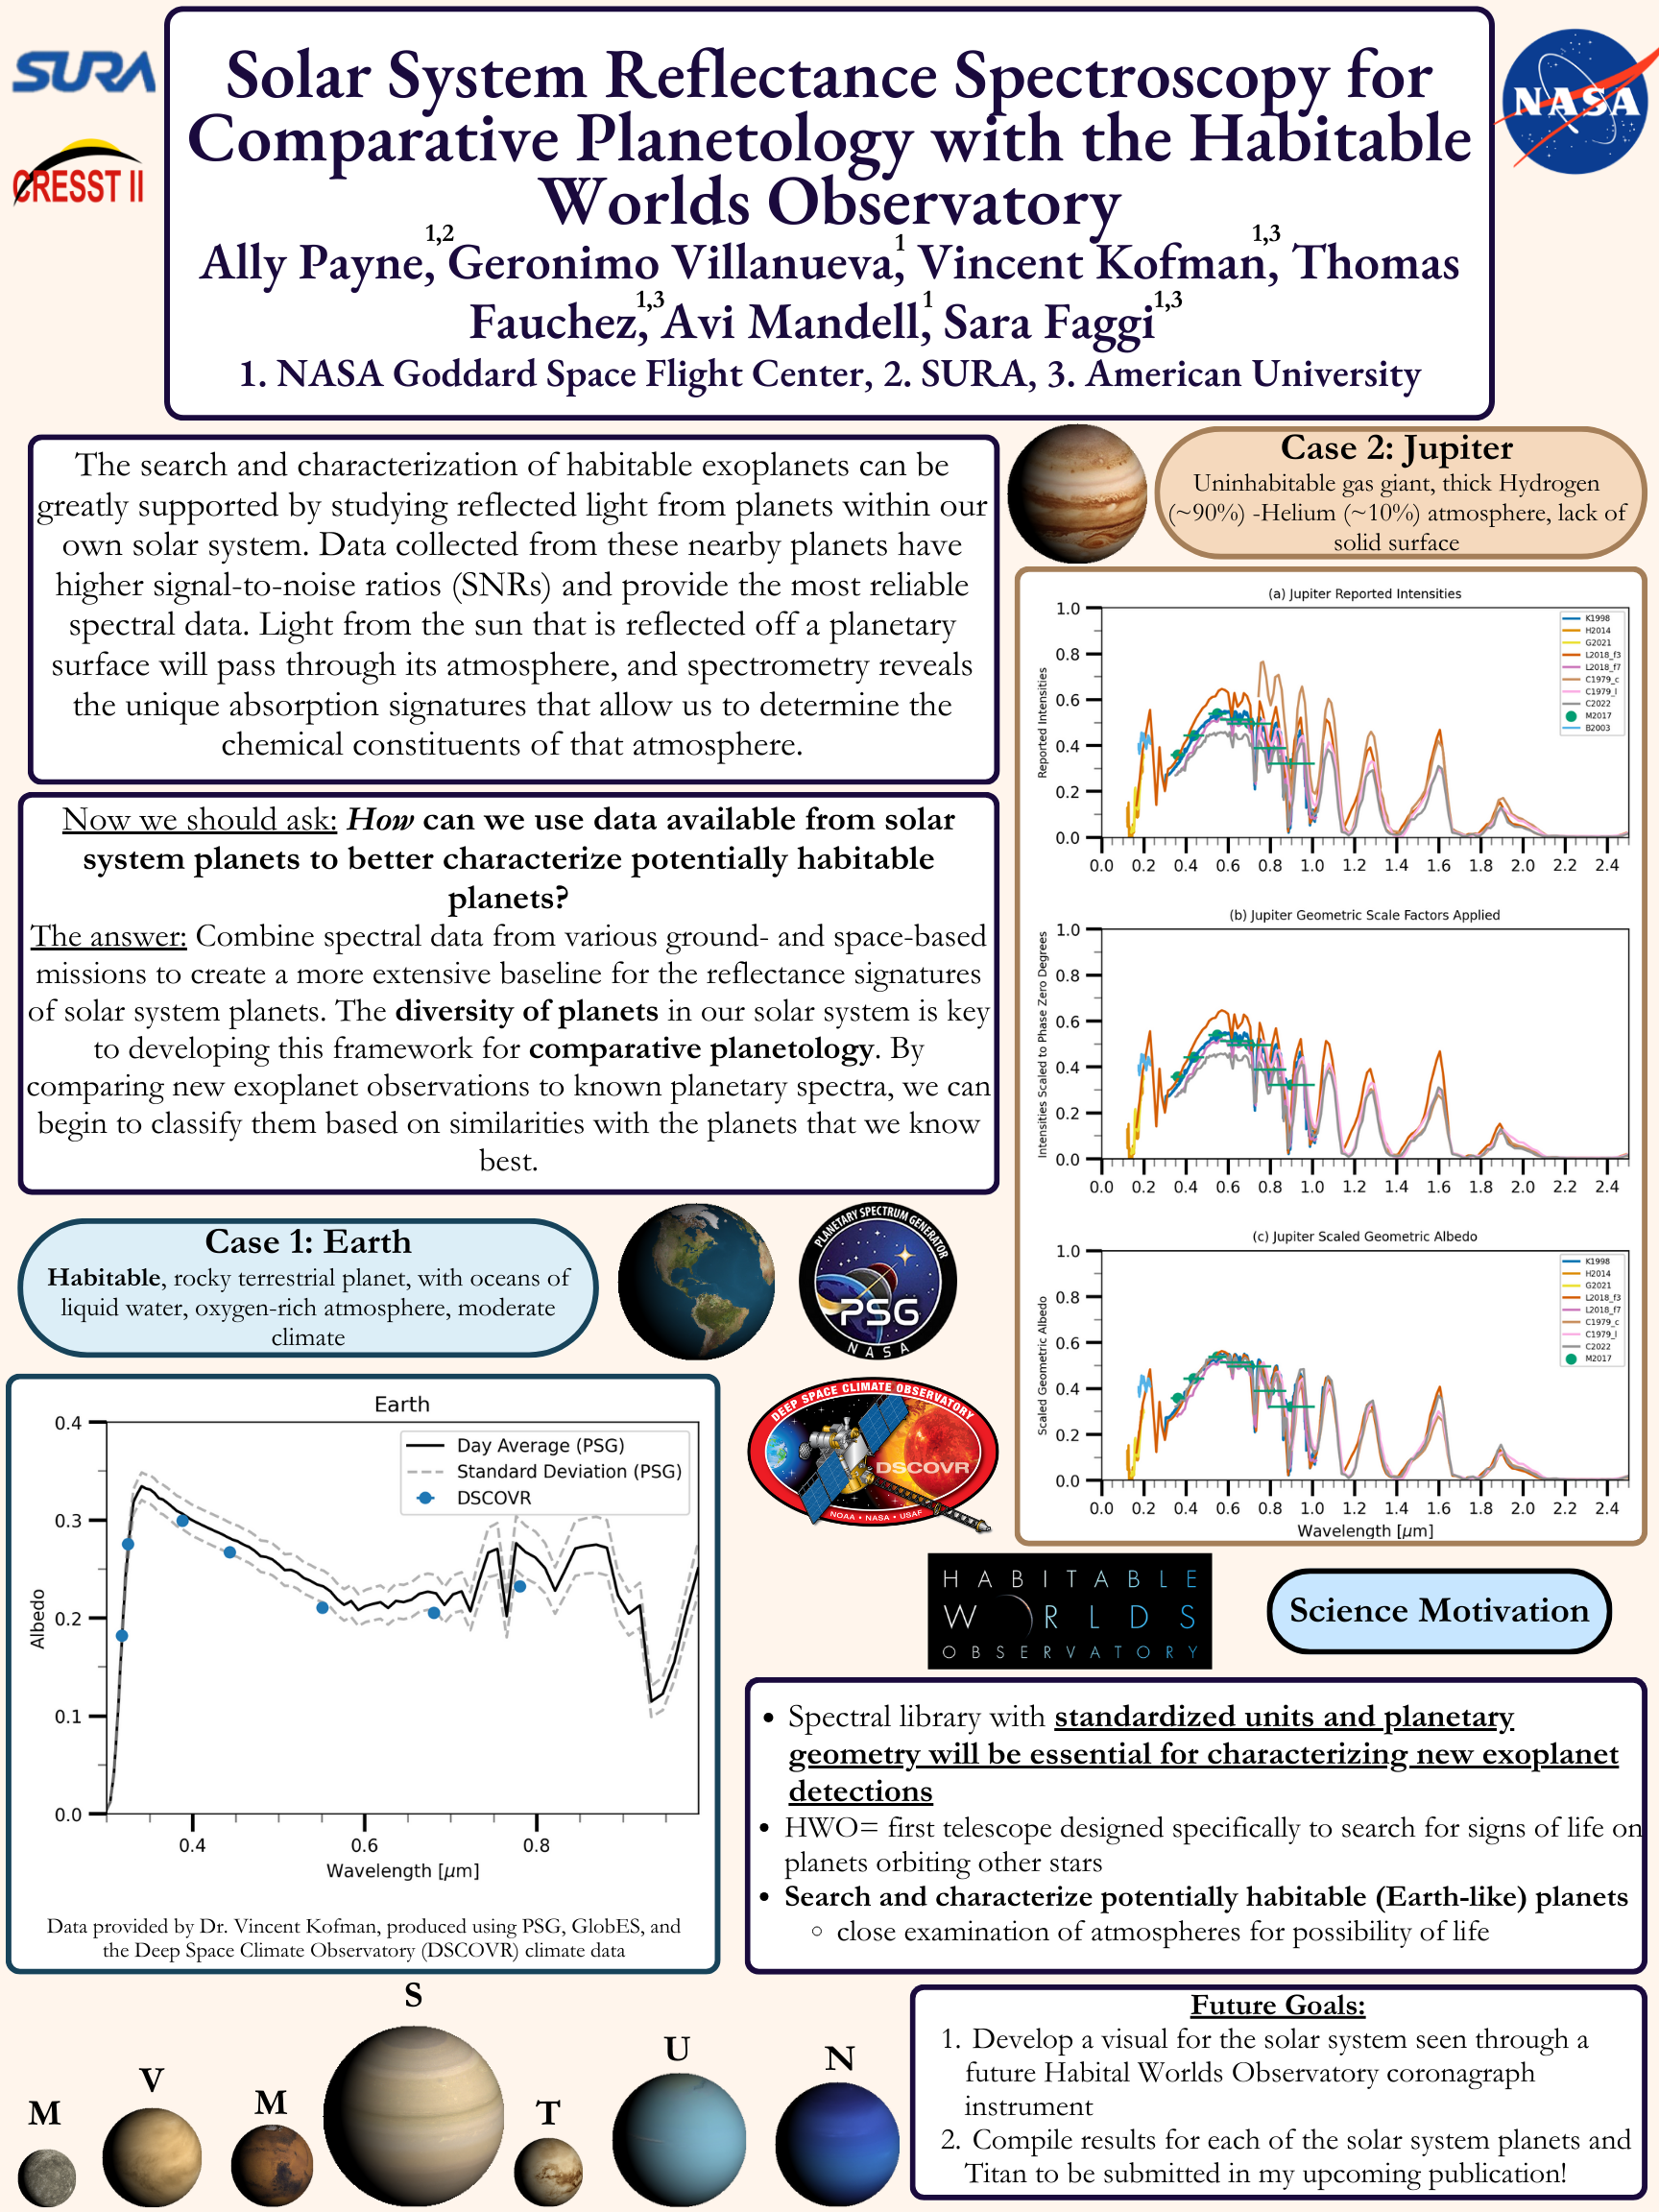 SURA
CRESST II
NASA
Solar System Reflectance Spectroscopy for
Comparative Planetology with the Habitable
Worlds Observatory
Ally Payne,1,2 Geronimo Villanueva,1 Vincent Kofman,1,3 Thomas
Fauchez,1,3 Avi Mandell,1 Sara Faggi1,3
1. NASA Goddard Space Flight Center, 2. SURA, 3. American University
The search and characterization of habitable exoplanets can be
greatly supported by studying reflected light from planets within our
own solar system. Data collected from these nearby planets have
higher signal-to-noise ratios (SNRs) and provide the most reliable
spectral data. Light from the sun that is reflected off a planetary
surface will pass through its atmosphere, and spectrometry reveals
the unique absorption signatures that allow us to determine the
chemical constituents of that atmosphere.
Now we should ask: How can we use data available from solar
system planets to better characterize potentially habitable
planets?
The answer: Combine spectral data from various ground- and space-based
missions to create a more extensive baseline for the reflectance signatures
of solar system planets. The diversity of planets in our solar system is key
to developing this framework for comparative planetology. By
comparing new exoplanet observations to known planetary spectra, we can
begin to classify them based on similarities with the planets that we know
best.
Case 1: Earth
Habitable, rocky terrestrial planet, with oceans of
liquid water, oxygen-rich atmosphere, moderate
climate
PLANETARY SPECTRUM GENERATOR
PSG
NASA
Earth
Day Average (PSG)
Standard Deviation (PSG)
DSCOVR
Albedo
0.4
0.3
0.2
0.1
0.0
0.4 0.6 0.8
Wavelength [μm]
Data provided by Dr. Vincent Kofman, produced using PSG, GlobES, and
the Deep Space Climate Observatory (DSCOVR) climate data
DEEP SPACE CLIMATE OBSERVATORY
DSCOVR
NOAA • NASA • USAF
Case 2: Jupiter
Uninhabitable gas giant, thick Hydrogen
(~90%) -Helium (~10%) atmosphere, lack of
solid surface
(a) Jupiter Reported Intensities
Reported Intensities
1.0
0.8
0.6
0.4
0.2
0.0
K1998
H2014
G2021
L2018_f3
L2018_f7
C1979_c
C1979_l
C2022
M2017
B2003
0.0 0.2 0.4 0.6 0.8 1.0 1.2 1.4 1.6 1.8 2.0 2.2 2.4
(b) Jupiter Geometric Scale Factors Applied
Intensities Scaled to Phase Zero Degrees
1.0
0.8
0.6
0.4
0.2
0.0
0.0 0.2 0.4 0.6 0.8 1.0 1.2 1.4 1.6 1.8 2.0 2.2 2.4
(c) Jupiter Scaled Geometric Albedo
Scaled Geometric Albedo
1.0
0.8
0.6
0.4
0.2
0.0
K1998
H2014
G2021
L2018_f3
L2018_f7
C1979_c
C1979_l
C2022
M2017
0.0 0.2 0.4 0.6 0.8 1.0 1.2 1.4 1.6 1.8 2.0 2.2 2.4
Wavelength [μm]
HABITABLE
WORLDS
OBSERVATORY
Science Motivation
• Spectral library with standardized units and planetary
geometry will be essential for characterizing new exoplanet
detections
• HWO= first telescope designed specifically to search for signs of life on
planets orbiting other stars
• Search and characterize potentially habitable (Earth-like) planets
◦ close examination of atmospheres for possibility of life
M
V
M
S
T
U
N
Future Goals:
1. Develop a visual for the solar system seen through a
future Habital Worlds Observatory coronagraph
instrument
2. Compile results for each of the solar system planets and
Titan to be submitted in my upcoming publication!